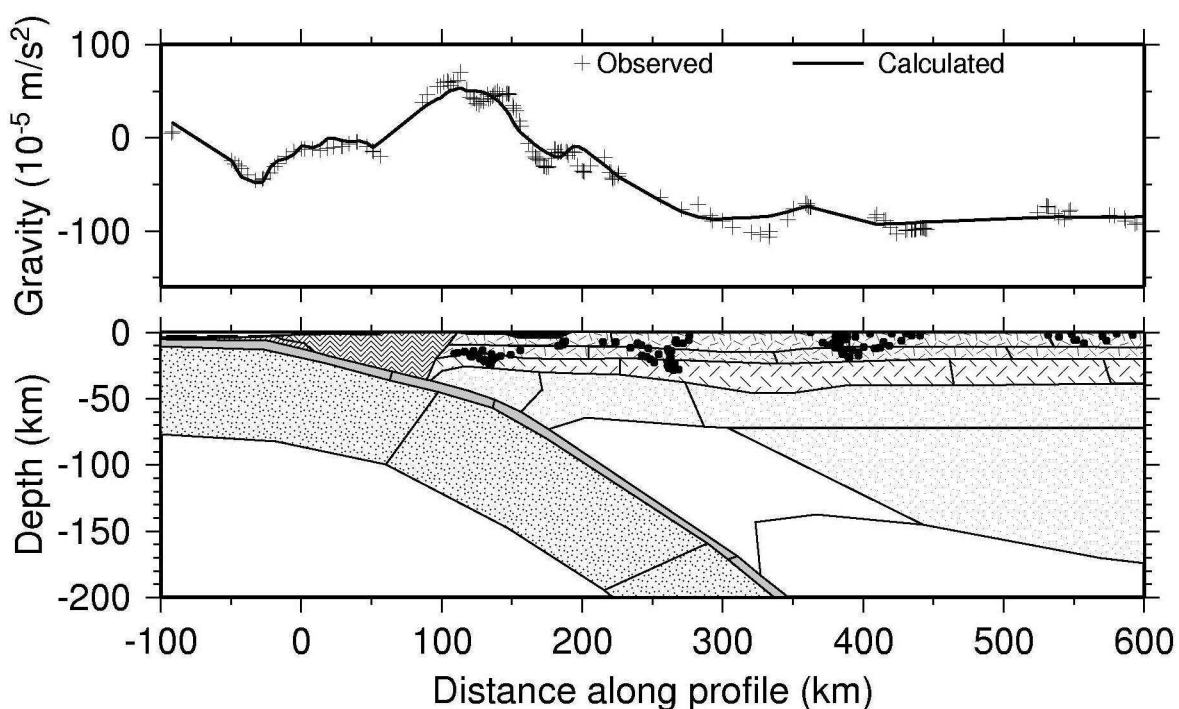 100
0
-100
Gravity (10⁻⁵ m/s²)
Observed
Calculated
0
-50
-100
-150
-200
Depth (km)
-100 0 100 200 300 400 500 600
Distance along profile (km)